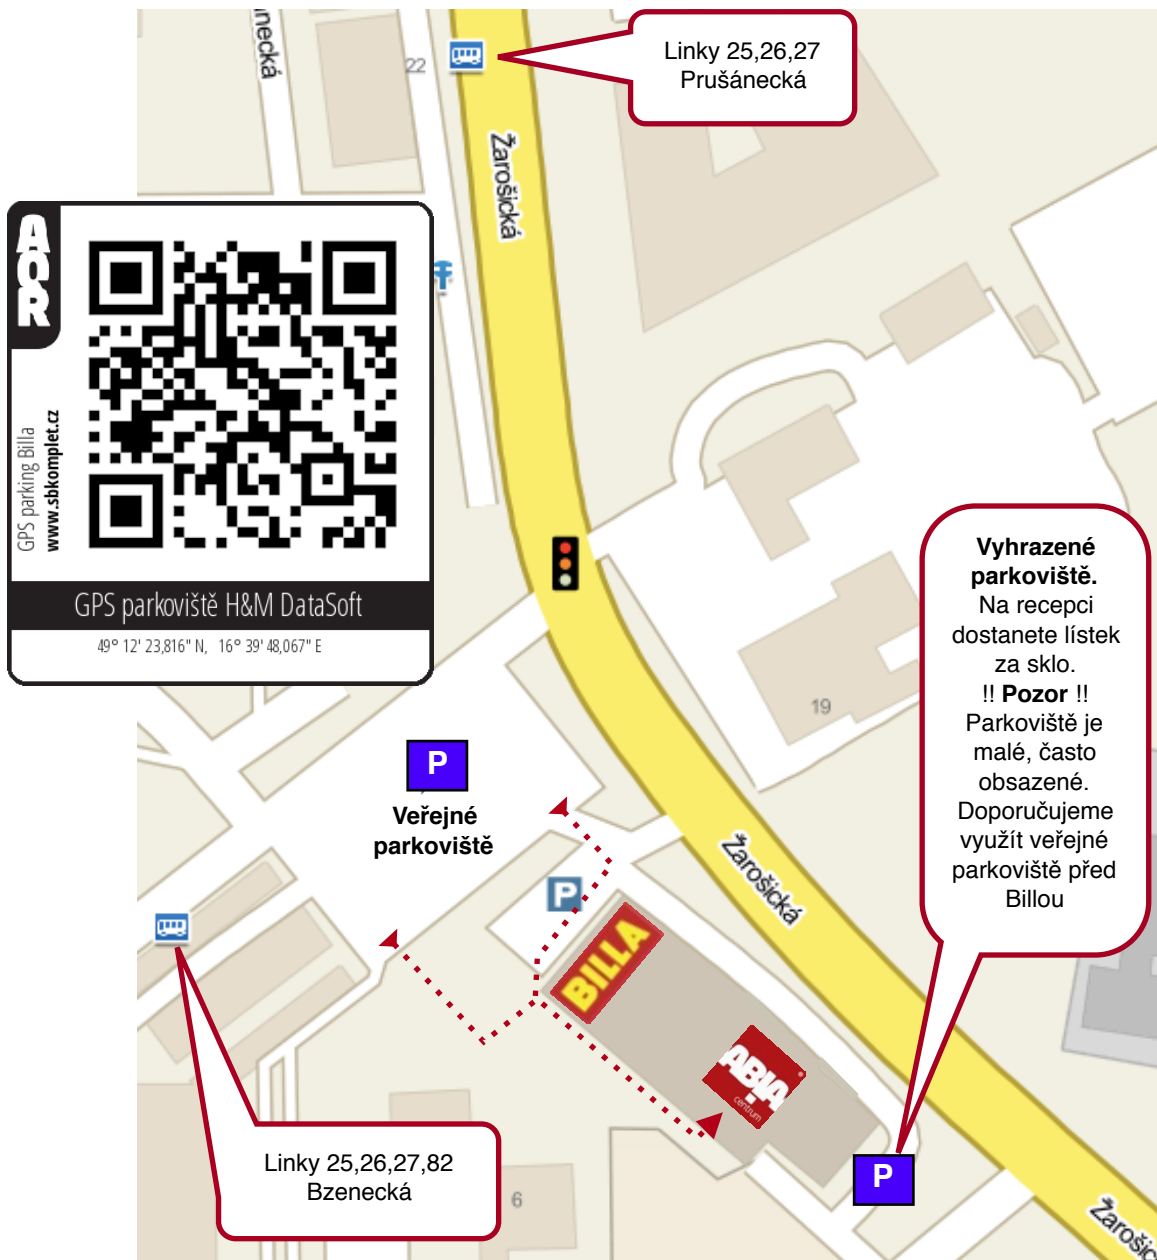 ánecká
22
Linky 25,26,27
Prušánecká
Žarošická
AQR
GPS parking Billa
www.sbkomplet.cz
GPS parkoviště H&M DataSoft
49° 12' 23,816" N, 16° 39' 48,067" E
Vyhrazené
parkoviště.
Na recepci
dostanete lístek
za sklo.
!! Pozor !!
Parkoviště je
malé, často
obsazené.
Doporučujeme
využít veřejné
parkoviště před
Billou
19
P
Veřejné
parkoviště
Žarošická
P
BILLA
ABIA
centrum
Linky 25,26,27,82
Bzenecká
6
P
Žarošic